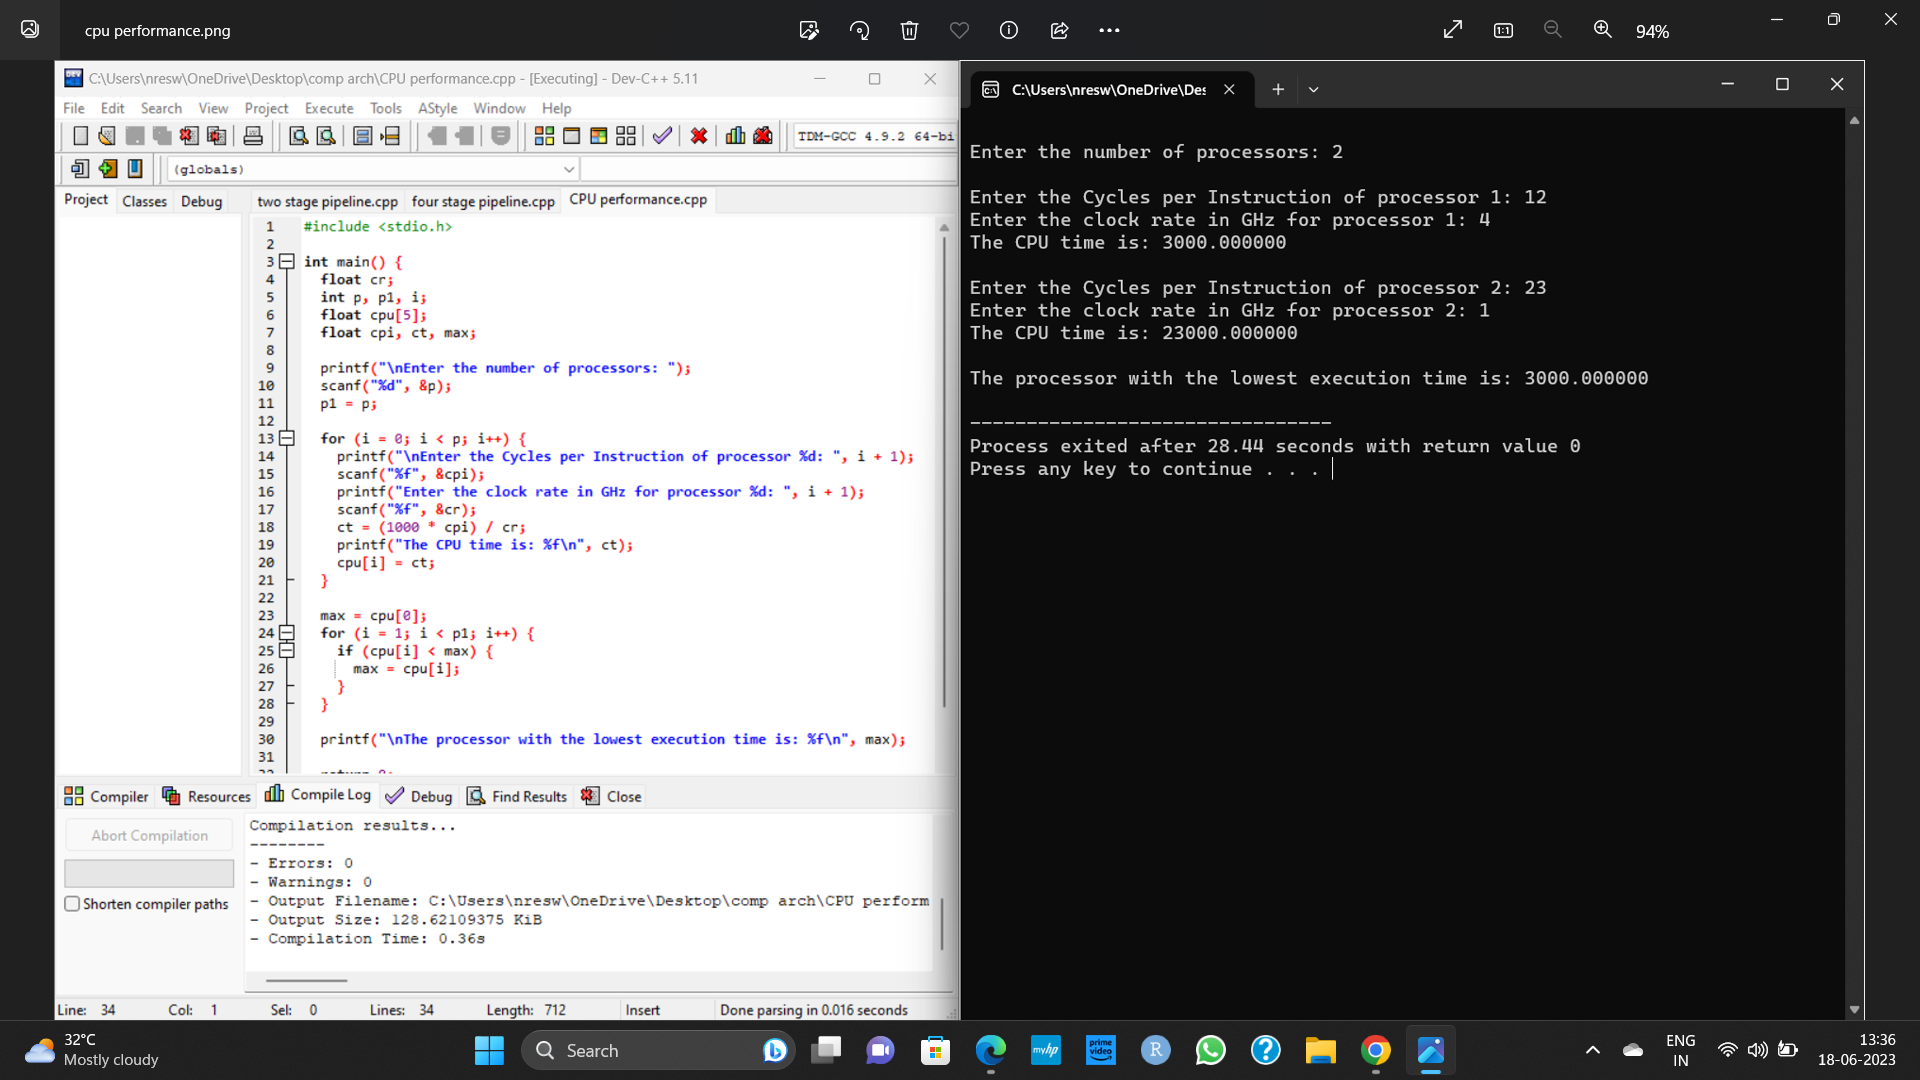 cpu performance.png
94%
C:\Users\nresw\OneDrive\Desktop\comp arch\CPU performance.cpp - [Executing] - Dev-C++ 5.11
File Edit Search View Project Execute Tools AStyle Window Help
TDM-GCC 4.9.2 64-bi
(globals)
Project Classes Debug
two stage pipeline.cpp four stage pipeline.cpp CPU performance.cpp
1 #include <stdio.h>
2
3 int main() {
4 float cr;
5 int p, p1, i;
6 float cpu[5];
7 float cpi, ct, max;
8
9 printf("\nEnter the number of processors: ");
10 scanf("%d", &p);
11 p1 = p;
12
13 for (i = 0; i < p; i++) {
14 printf("\nEnter the Cycles per Instruction of processor %d: ", i + 1);
15 scanf("%f", &cpi);
16 printf("Enter the clock rate in GHz for processor %d: ", i + 1);
17 scanf("%f", &cr);
18 ct = (1000 * cpi) / cr;
19 printf("The CPU time is: %f\n", ct);
20 cpu[i] = ct;
21 }
22
23 max = cpu[0];
24 for (i = 1; i < p1; i++) {
25 if (cpu[i] < max) {
26 max = cpu[i];
27 }
28 }
29
30 printf("\nThe processor with the lowest execution time is: %f\n", max);
31
Compiler Resources Compile Log Debug Find Results Close
Abort Compilation
Shorten compiler paths
Compilation results...
--------
- Errors: 0
- Warnings: 0
- Output Filename: C:\Users\nresw\OneDrive\Desktop\comp arch\CPU perform
- Output Size: 128.62109375 KiB
- Compilation Time: 0.36s
Line: 34 Col: 1 Sel: 0 Lines: 34 Length: 712 Insert Done parsing in 0.016 seconds
C:\Users\nresw\OneDrive\Des
Enter the number of processors: 2
Enter the Cycles per Instruction of processor 1: 12
Enter the clock rate in GHz for processor 1: 4
The CPU time is: 3000.000000
Enter the Cycles per Instruction of processor 2: 23
Enter the clock rate in GHz for processor 2: 1
The CPU time is: 23000.000000
The processor with the lowest execution time is: 3000.000000
--------------------------------
Process exited after 28.44 seconds with return value 0
Press any key to continue . . .
32°C
Mostly cloudy
Search
myhp
prime video
R
ENG
IN
13:36
18-06-2023